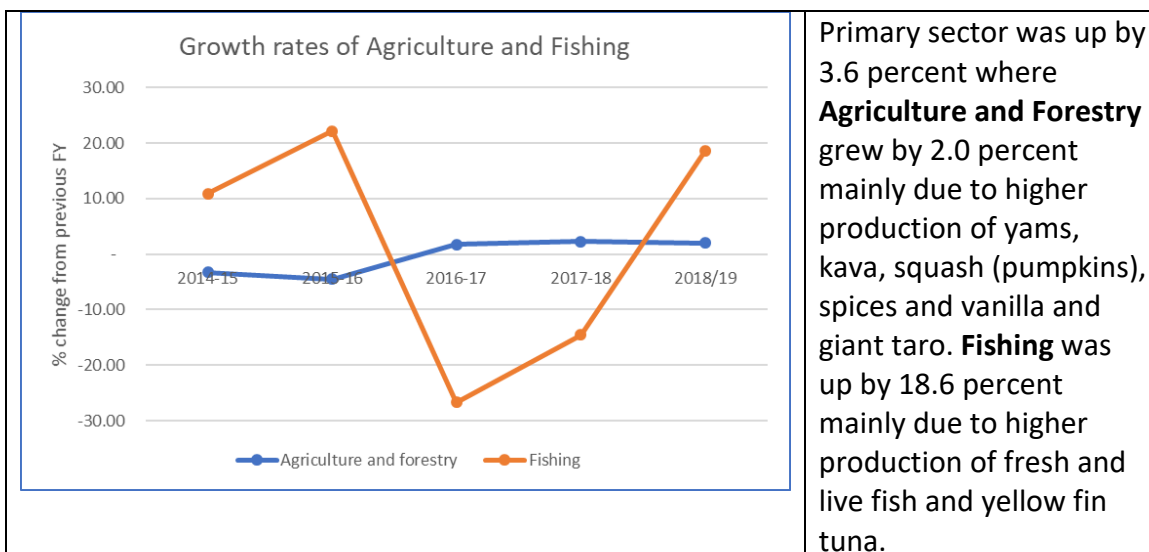 Growth rates of Agriculture and Fishing
% change from previous FY
30.00
20.00
10.00
-
-10.00
-20.00
-30.00
2014-15
2015-16
2016-17
2017-18
2018/19
Agriculture and forestry
Fishing
Primary sector was up by
3.6 percent where
Agriculture and Forestry
grew by 2.0 percent
mainly due to higher
production of yams,
kava, squash (pumpkins),
spices and vanilla and
giant taro. Fishing was
up by 18.6 percent
mainly due to higher
production of fresh and
live fish and yellow fin
tuna.